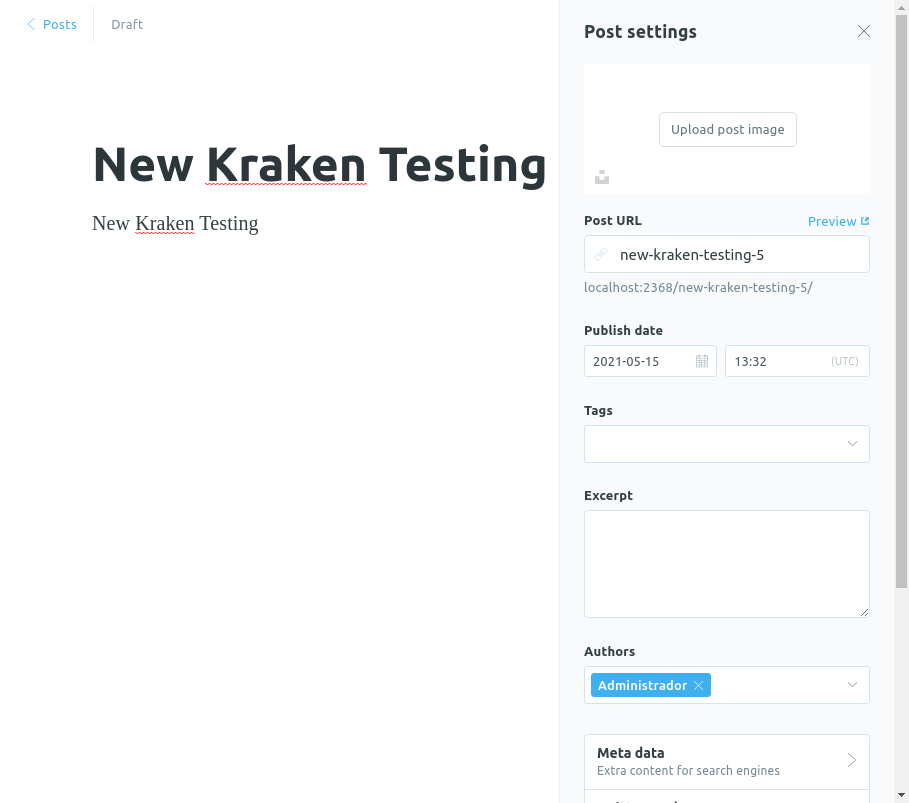 Posts
Draft
New Kraken Testing
New Kraken Testing
Post settings
Upload post image
Post URL
Preview
new-kraken-testing-5
localhost:2368/new-kraken-testing-5/
Publish date
2021-05-15
13:32
(UTC)
Tags
Excerpt
Authors
Administrador
Meta data
Extra content for search engines